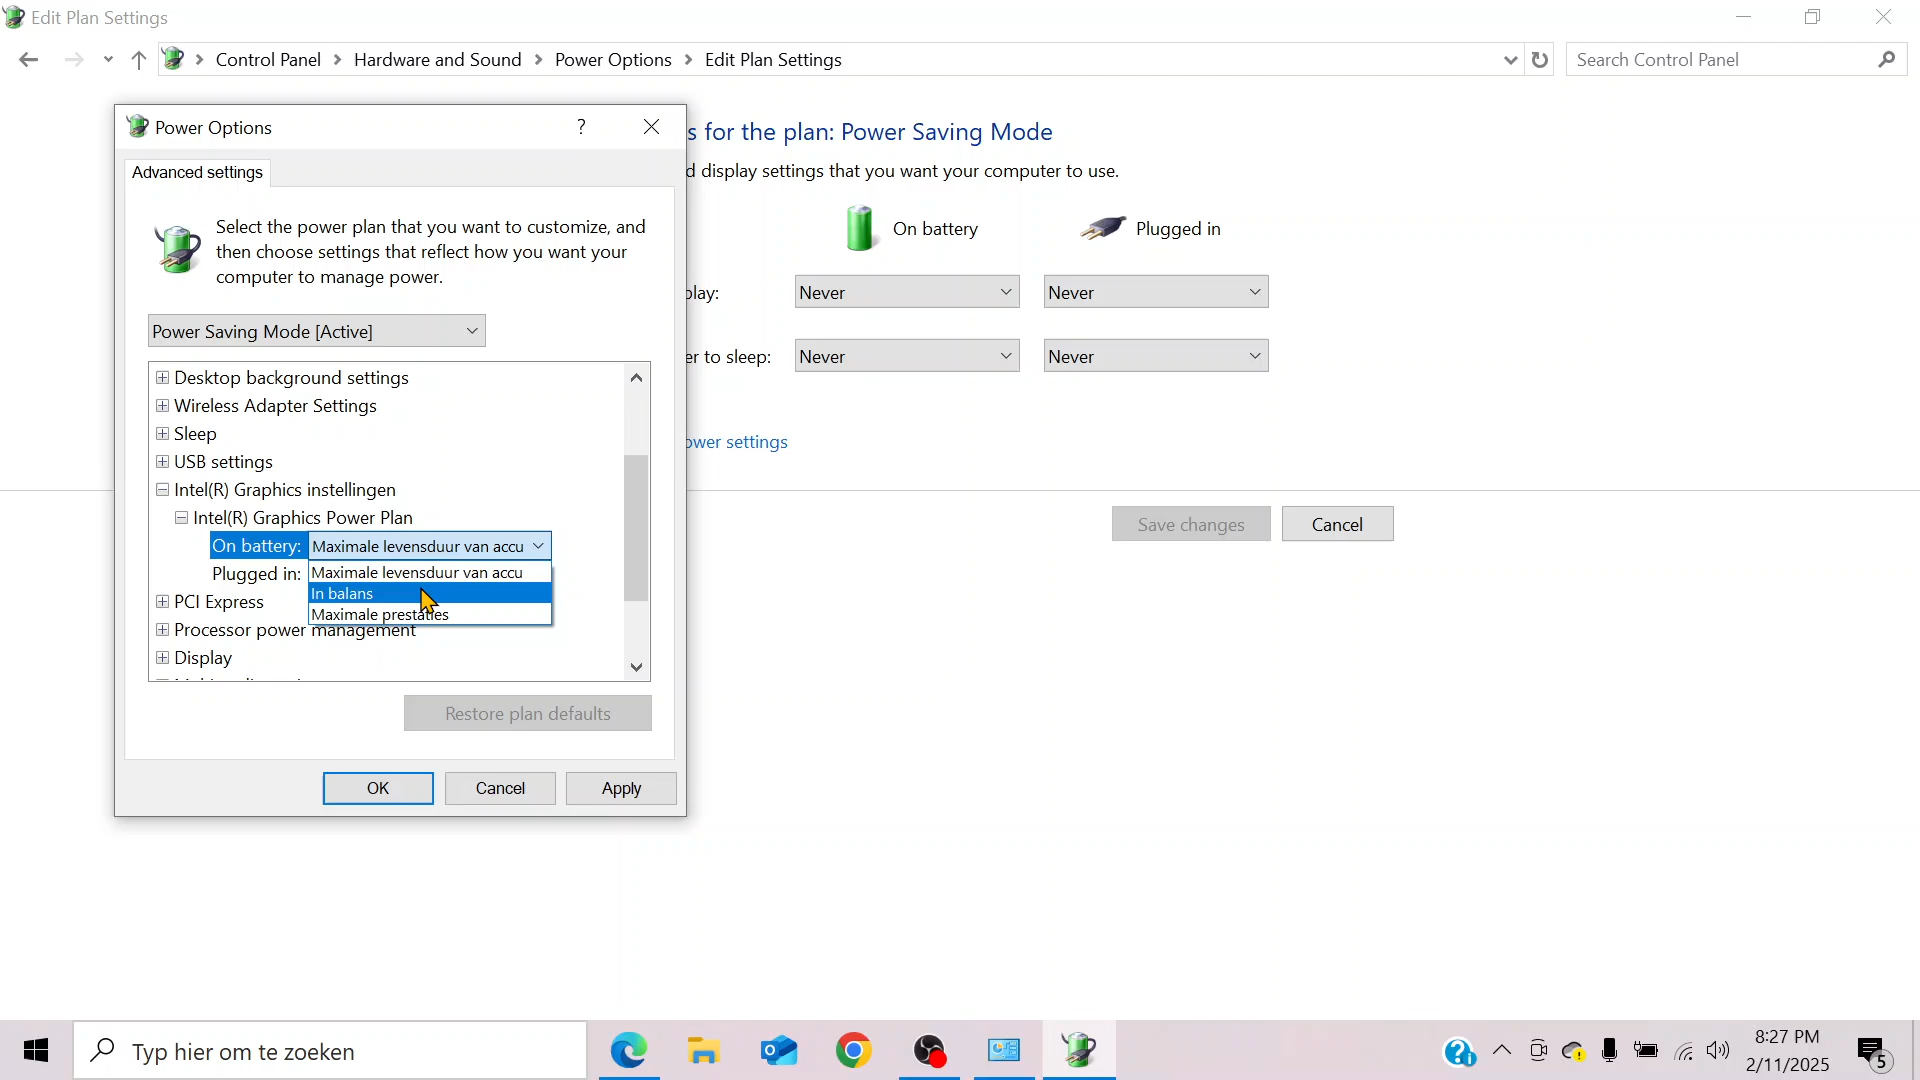 Edit Plan Settings
Control Panel > Hardware and Sound > Power Options > Edit Plan Settings
Search Control Panel
Power Options
?
Advanced settings
Select the power plan that you want to customize, and
then choose settings that reflect how you want your
computer to manage power.
Power Saving Mode [Active]
Desktop background settings
Wireless Adapter Settings
Sleep
USB settings
Intel(R) Graphics instellingen
Intel(R) Graphics Power Plan
On battery: Maximale levensduur van accu
Maximale levensduur van accu
In balans
Maximale prestaties
Plugged in:
PCI Express
Processor power management
Display
Restore plan defaults
OK
Cancel
Apply
s for the plan: Power Saving Mode
d display settings that you want your computer to use.
On battery
Plugged in
play:
Never
Never
er to sleep:
Never
Never
ower settings
Save changes
Cancel
Typ hier om te zoeken
8:27 PM
2/11/2025
5